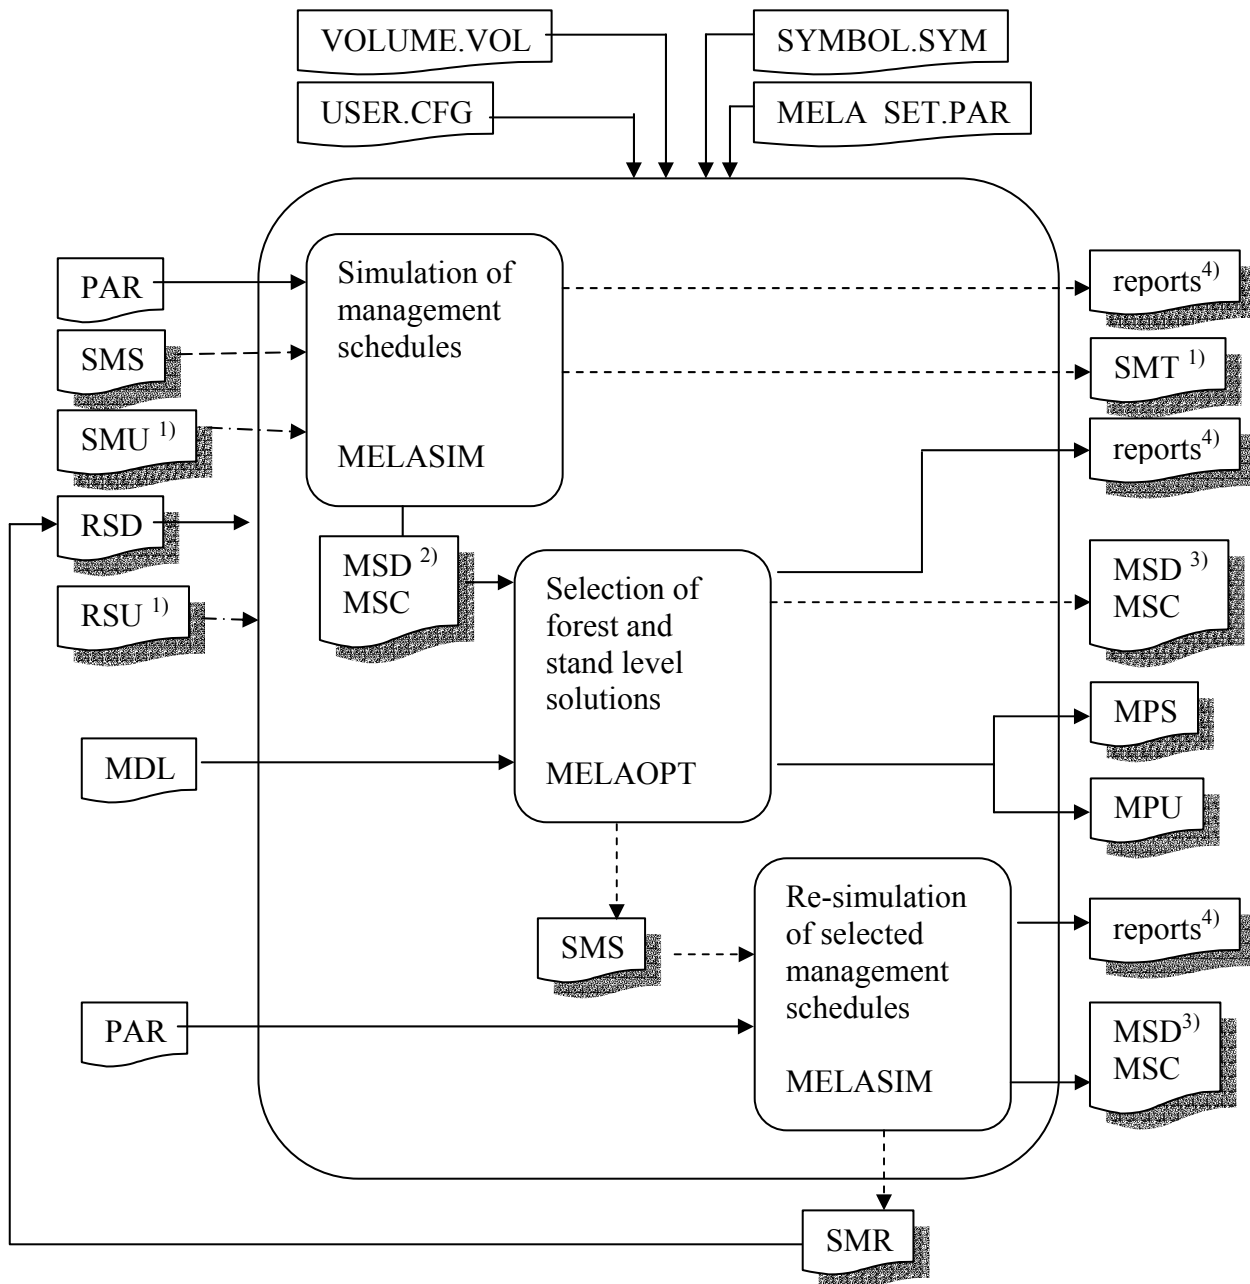 VOLUME.VOL
SYMBOL.SYM
USER.CFG
MELA SET.PAR
PAR
SMS
SMU 1)
RSD
RSU 1)
MDL
PAR
Simulation of
management
schedules
MELASIM
MSD 2)
MSC
Selection of
forest and
stand level
solutions
MELAOPT
SMS
Re-simulation
of selected
management
schedules
MELASIM
reports4)
SMT 1)
reports4)
MSD 3)
MSC
MPS
MPU
reports4)
MSD3)
MSC
SMR